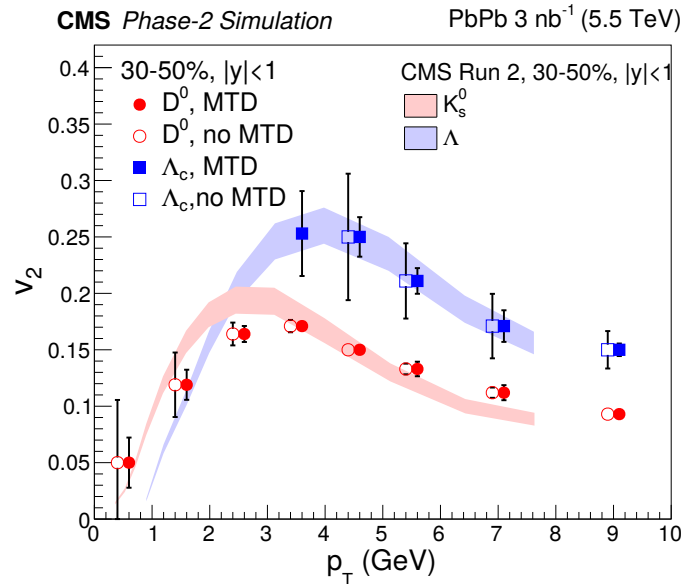 CMS Phase-2 Simulation PbPb 3 nb⁻¹ (5.5 TeV)
30-50%, |y|<1
D⁰, MTD
D⁰, no MTD
Λc, MTD
Λc,no MTD
CMS Run 2, 30-50%, |y|<1
K⁰s
Λ
0.4
0.35
0.3
0.25
0.2
0.15
0.1
0.05
0
v₂
0 1 2 3 4 5 6 7 8 9 10
p_T (GeV)